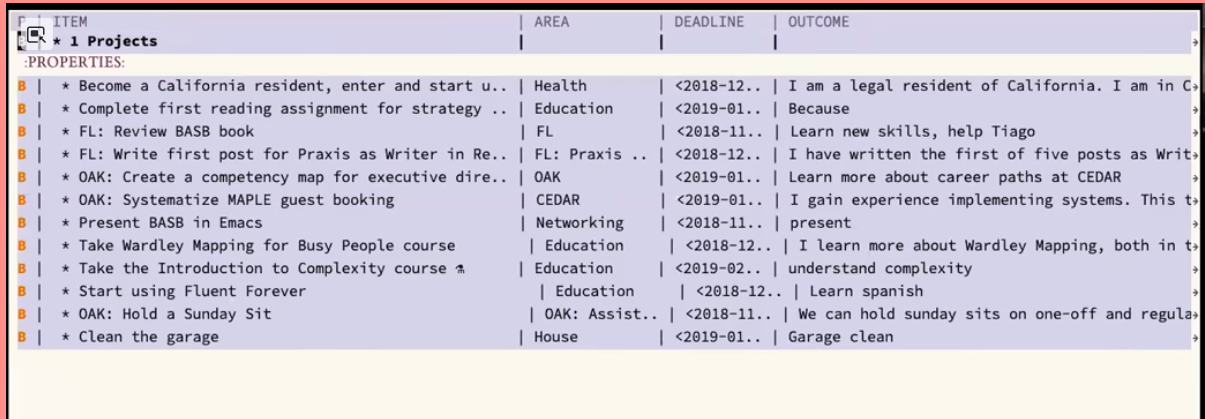 P | ITEM | AREA | DEADLINE | OUTCOME
* 1 Projects | | |
:PROPERTIES:
B | * Become a California resident, enter and start u.. | Health | <2018-12.. | I am a legal resident of California. I am in C→
B | * Complete first reading assignment for strategy .. | Education | <2019-01.. | Because →
B | * FL: Review BASB book | FL | <2018-11.. | Learn new skills, help Tiago →
B | * FL: Write first post for Praxis as Writer in Re.. | FL: Praxis .. | <2018-12.. | I have written the first of five posts as Writ→
B | * OAK: Create a competency map for executive dire.. | OAK | <2019-01.. | Learn more about career paths at CEDAR →
B | * OAK: Systematize MAPLE guest booking | CEDAR | <2019-01.. | I gain experience implementing systems. This t→
B | * Present BASB in Emacs | Networking | <2018-11.. | present →
B | * Take Wardley Mapping for Busy People course | Education | <2018-12.. | I learn more about Wardley Mapping, both in t→
B | * Take the Introduction to Complexity course ⚗ | Education | <2019-02.. | understand complexity →
B | * Start using Fluent Forever | Education | <2018-12.. | Learn spanish →
B | * OAK: Hold a Sunday Sit | OAK: Assist.. | <2018-11.. | We can hold sunday sits on one-off and regula→
B | * Clean the garage | House | <2019-01.. | Garage clean →